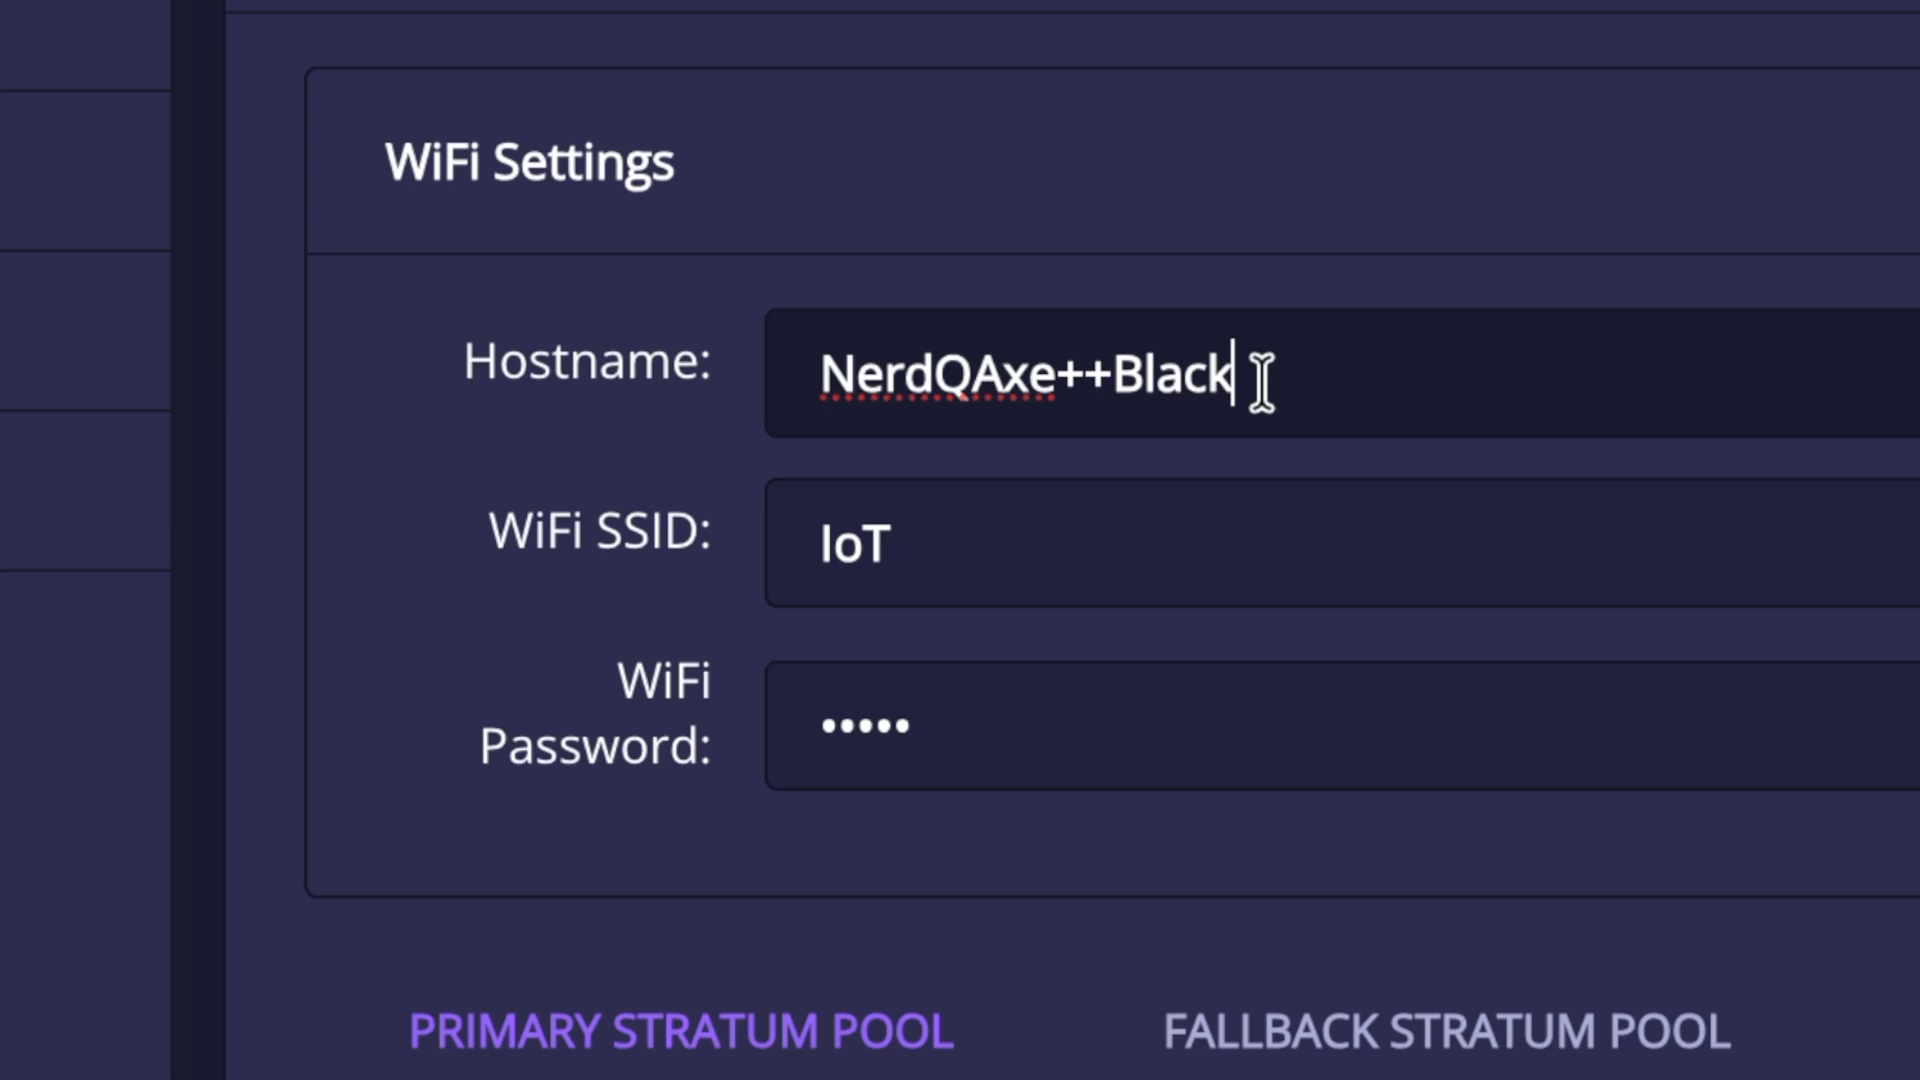 WiFi Settings
Hostname:
NerdQAxe++Black
WiFi SSID:
IoT
WiFi
Password:
•••••
PRIMARY STRATUM POOL
FALLBACK STRATUM POOL